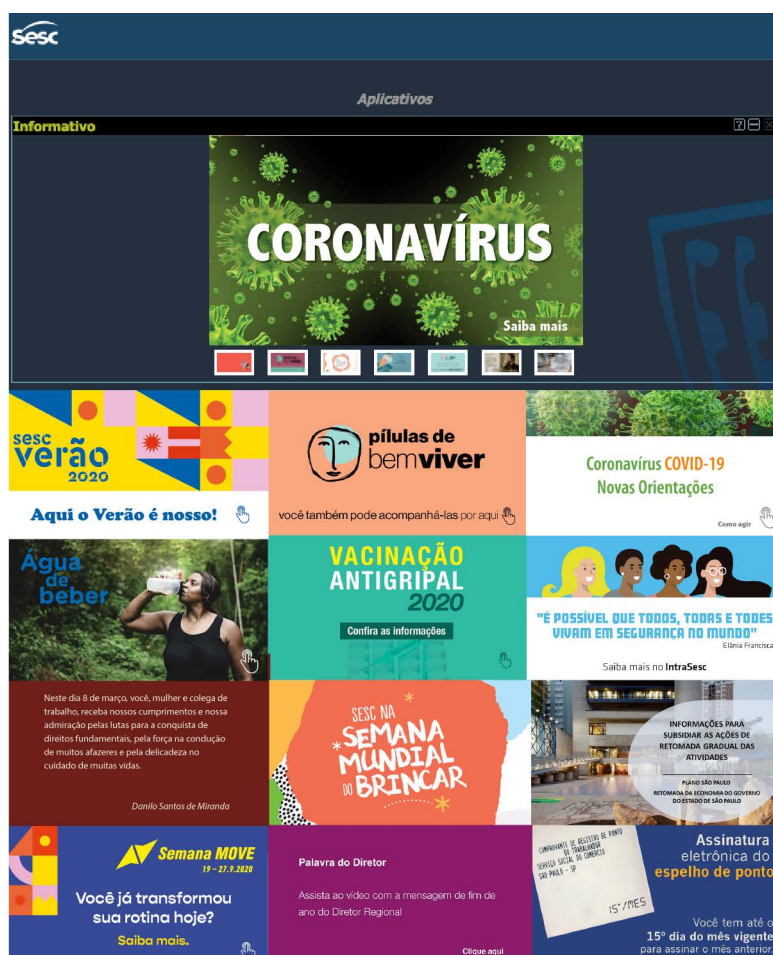 Sesc
Aplicativos
Informativo
CORONAVÍRUS
Saiba mais
sesc
verão
2020
Aqui o Verão é nosso!
pílulas de
bemviver
você também pode acompanhá-las por aqui
Coronavírus COVID-19
Novas Orientações
Como agir
Água
de
beber
VACINAÇÃO
ANTIGRIPAL
2020
Confira as informações
"É POSSÍVEL QUE TODOS, TODAS E TODES
VIVAM EM SEGURANÇA NO MUNDO"
Elânia Francisca
Saiba mais no IntraSesc
Neste dia 8 de março, você, mulher e colega de
trabalho, receba nossos cumprimentos e nossa
admiração pelas lutas para a conquista de
direitos fundamentais, pela força na condução
de muitos afazeres e pela delicadeza no
cuidado de muitas vidas.
Danilo Santos de Miranda
SESC NA
SEMANA
MUNDIAL
DO BRINCAR
INFORMAÇÕES PARA
SUBSIDIAR AS AÇÕES DE
RETOMADA GRADUAL DAS
ATIVIDADES
PLANO SÃO PAULO
RETOMADA DA ECONOMIA DO GOVERNO
DO ESTADO DE SÃO PAULO
Semana MOVE
19 – 27.9.2020
Você já transformou
sua rotina hoje?
Saiba mais.
Palavra do Diretor
Assista ao vídeo com a mensagem de fim de
ano do Diretor Regional
Clique aqui
COMPROVANTE DE REGISTRO DE PONTO
DO TRABALHADOR
SERVIÇO SOCIAL DO COMERCIO
SAO PAULO - SP
15°/MES
Assinatura
eletrônica do
espelho de ponto
Você tem até o
15º dia do mês vigente
para assinar o mês anterior.